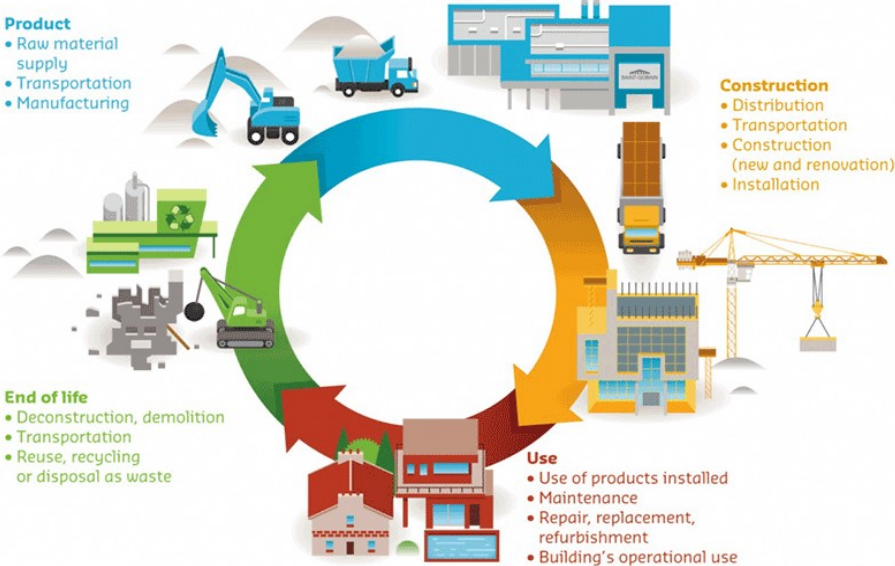 Product
• Raw material
supply
• Transportation
• Manufacturing
SAINT-GOBAIN
Construction
• Distribution
• Transportation
• Construction
(new and renovation)
• Installation
End of life
• Deconstruction, demolition
• Transportation
• Reuse, recycling
or disposal as waste
Use
• Use of products installed
• Maintenance
• Repair, replacement,
refurbishment
• Building's operational use